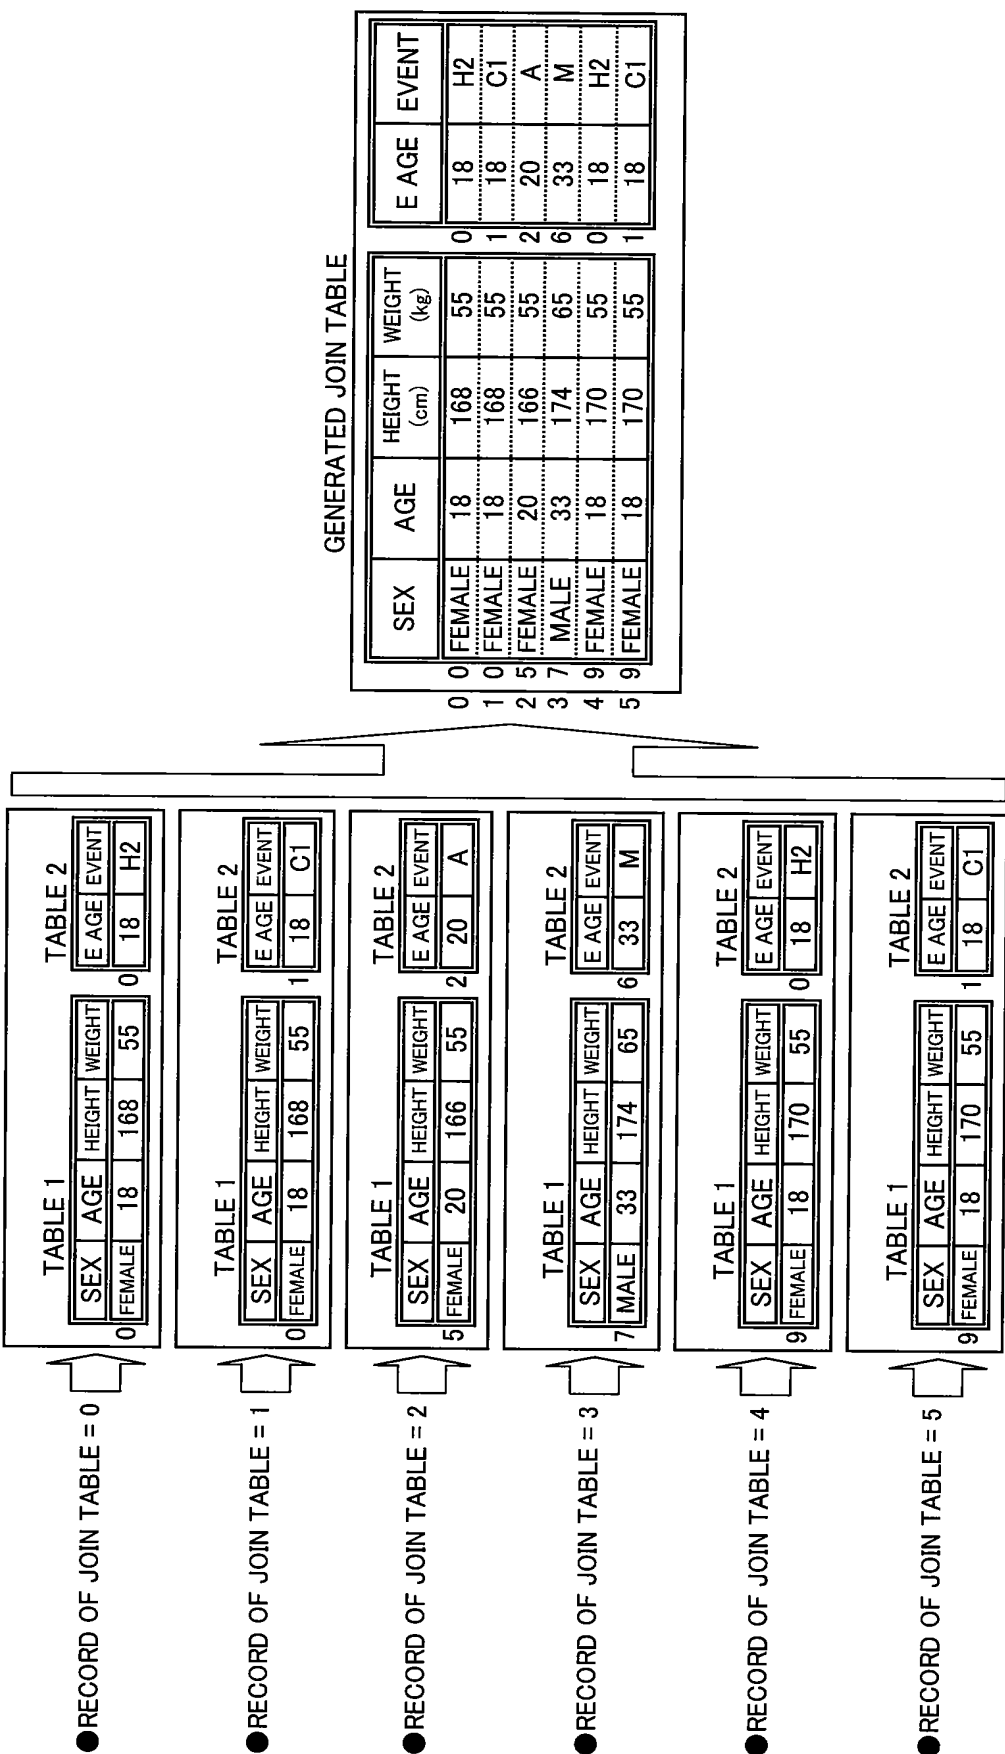 ●RECORD OF JOIN TABLE = 0
TABLE 1 TABLE 2
SEX AGE HEIGHT WEIGHT E AGE EVENT
0 FEMALE 18 168 55 0 18 H2
●RECORD OF JOIN TABLE = 1
TABLE 1 TABLE 2
SEX AGE HEIGHT WEIGHT E AGE EVENT
0 FEMALE 18 168 55 1 18 C1
●RECORD OF JOIN TABLE = 2
TABLE 1 TABLE 2
SEX AGE HEIGHT WEIGHT E AGE EVENT
5 FEMALE 20 166 55 2 20 A
●RECORD OF JOIN TABLE = 3
TABLE 1 TABLE 2
SEX AGE HEIGHT WEIGHT E AGE EVENT
7 MALE 33 174 65 6 33 M
●RECORD OF JOIN TABLE = 4
TABLE 1 TABLE 2
SEX AGE HEIGHT WEIGHT E AGE EVENT
9 FEMALE 18 170 55 0 18 H2
●RECORD OF JOIN TABLE = 5
TABLE 1 TABLE 2
SEX AGE HEIGHT WEIGHT E AGE EVENT
9 FEMALE 18 170 55 1 18 C1
GENERATED JOIN TABLE
SEX AGE HEIGHT (cm) WEIGHT (kg) E AGE EVENT
0 0 FEMALE 18 168 55 0 18 H2
1 0 FEMALE 18 168 55 1 18 C1
2 5 FEMALE 20 166 55 2 20 A
3 7 MALE 33 174 65 6 33 M
4 9 FEMALE 18 170 55 0 18 H2
5 9 FEMALE 18 170 55 1 18 C1